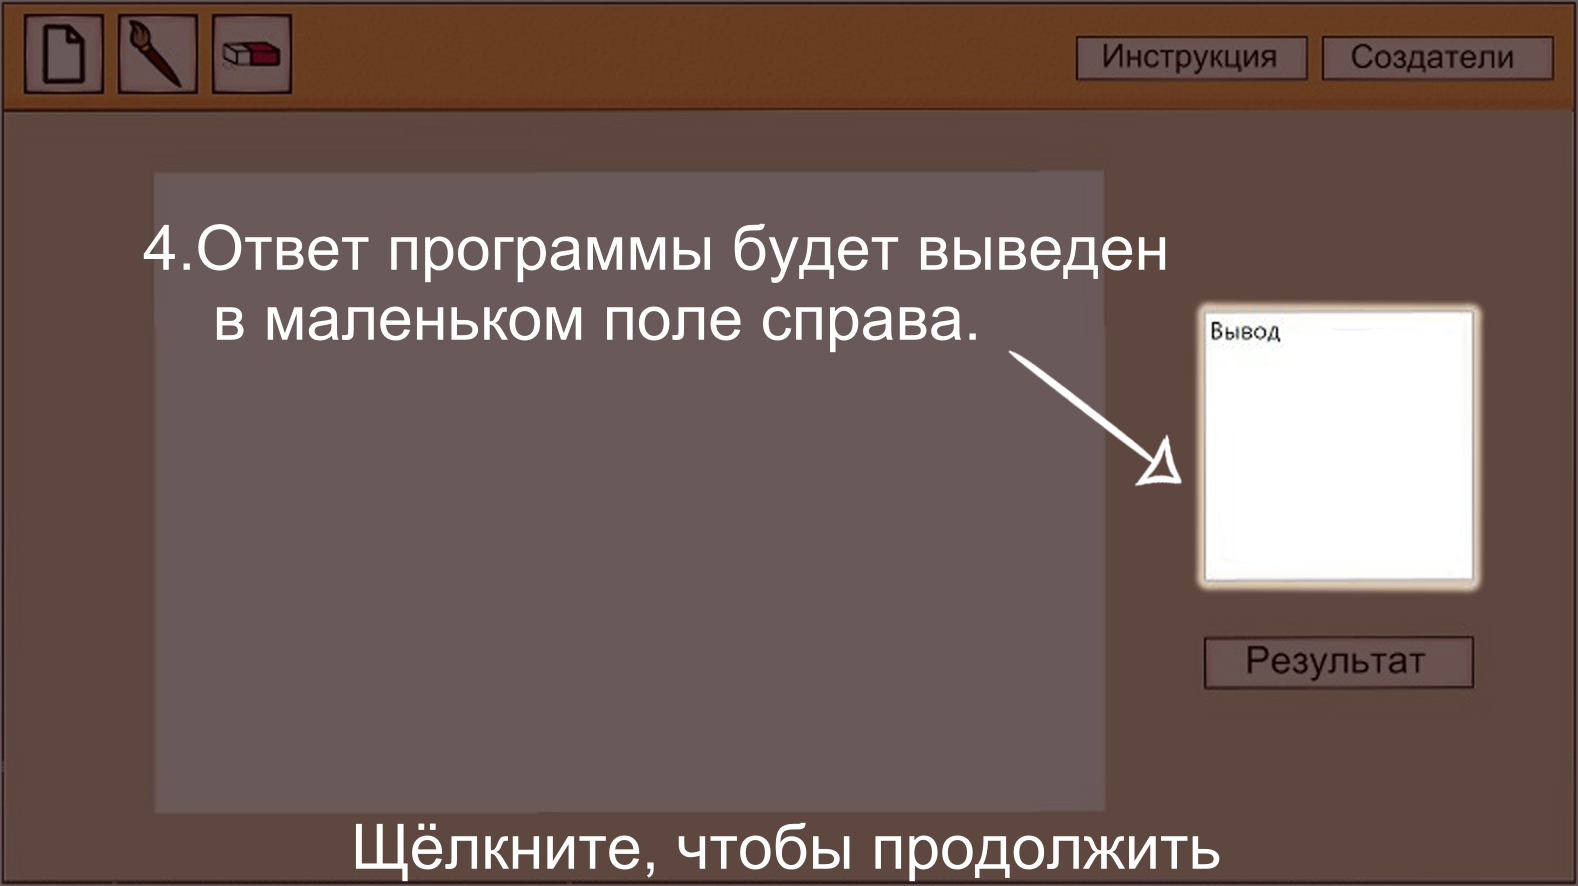 Инструкция
Создатели
4.Ответ программы будет выведен
в маленьком поле справа.
Вывод
Результат
Щёлкните, чтобы продолжить